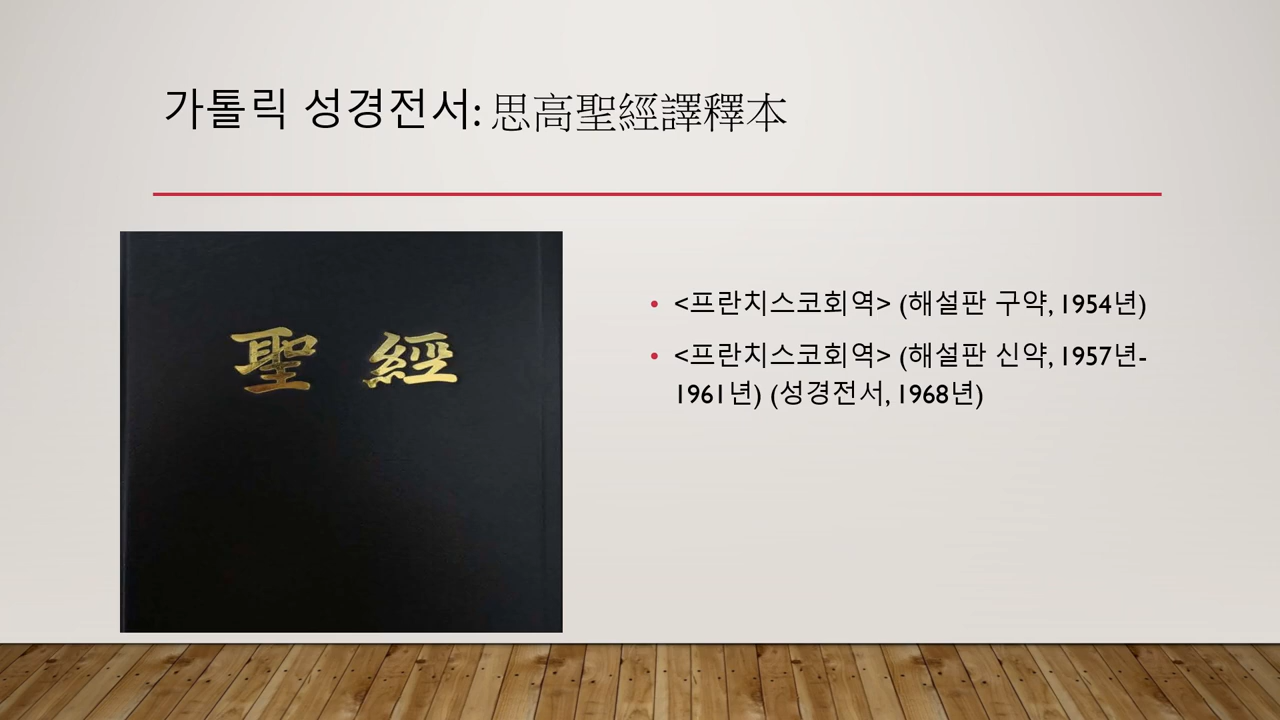 가톨릭 성경전서: 思高聖經譯釋本
聖 經
• <프란치스코회역> (해설판 구약, 1954년)
• <프란치스코회역> (해설판 신약, 1957년-
1961년) (성경전서, 1968년)